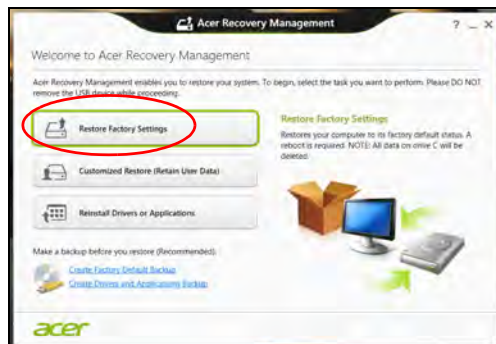 Acer Recovery Management
? _ X
Welcome to Acer Recovery Management
Acer Recovery Management enables you to restore your system. To begin, select the task you want to perform. Please DO NOT
remove the USB device while proceeding.
Restore Factory Settings
Restore Factory Settings
Restores your computer to its factory default status. A
reboot is required. NOTE: All data on drive C will be
deleted.
Customized Restore (Retain User Data)
Reinstall Drivers or Applications
Make a backup before you restore (Recommended).
Create Factory Default Backup
Create Drivers and Applications Backup
acer